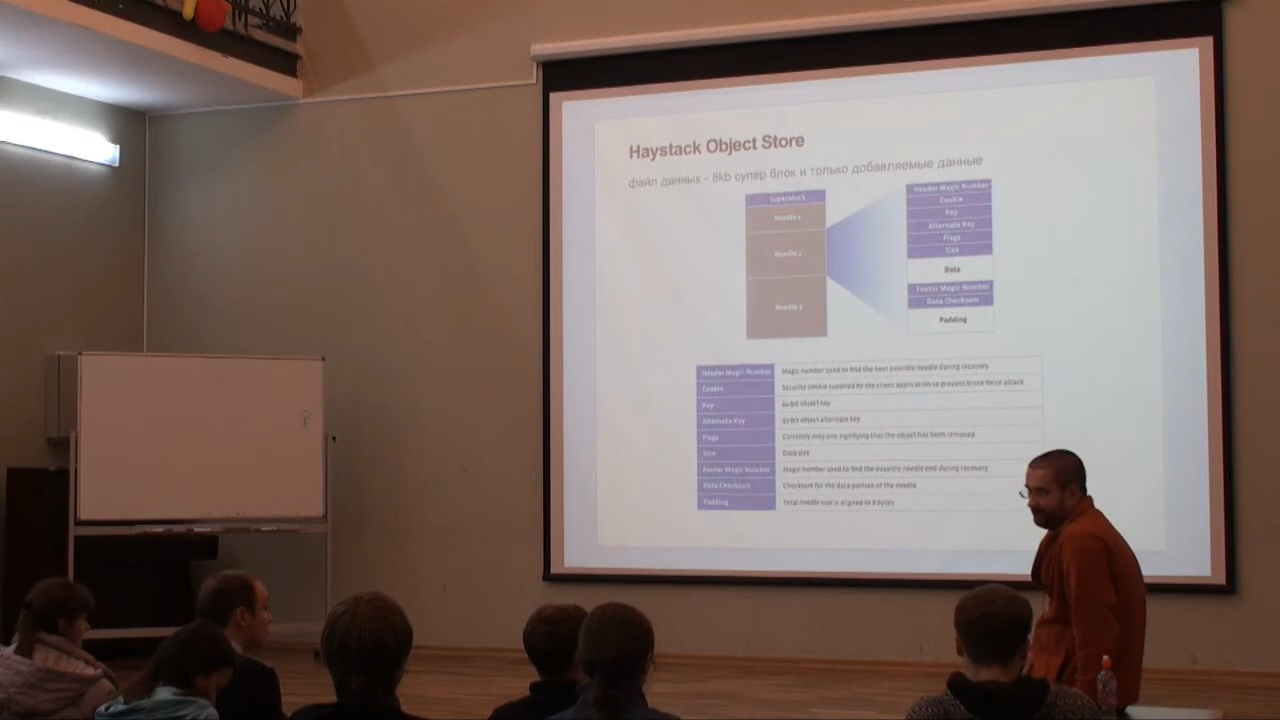 Haystack Object Store
файл данных - 8kb супер блок и только добавляемые данные
Superblock
Needle 1
Needle 2
Needle 3
Header Magic Number
Cookie
Key
Alternate Key
Flags
Size
Data
Footer Magic Number
Data Checksum
Padding
Header Magic Number Magic number used to find the next possible needle during recovery
Cookie Security cookie supplied by the client application to prevent brute force attack
Key 64-bit object key
Alternate Key 32-bit object alternate key
Flags Currently only one signifying that the object has been removed
Size Data size
Footer Magic Number Magic number used to find the possible needle end during recovery
Data Checksum Checksum for the data portion of the needle
Padding Total needle size is aligned to 8 bytes